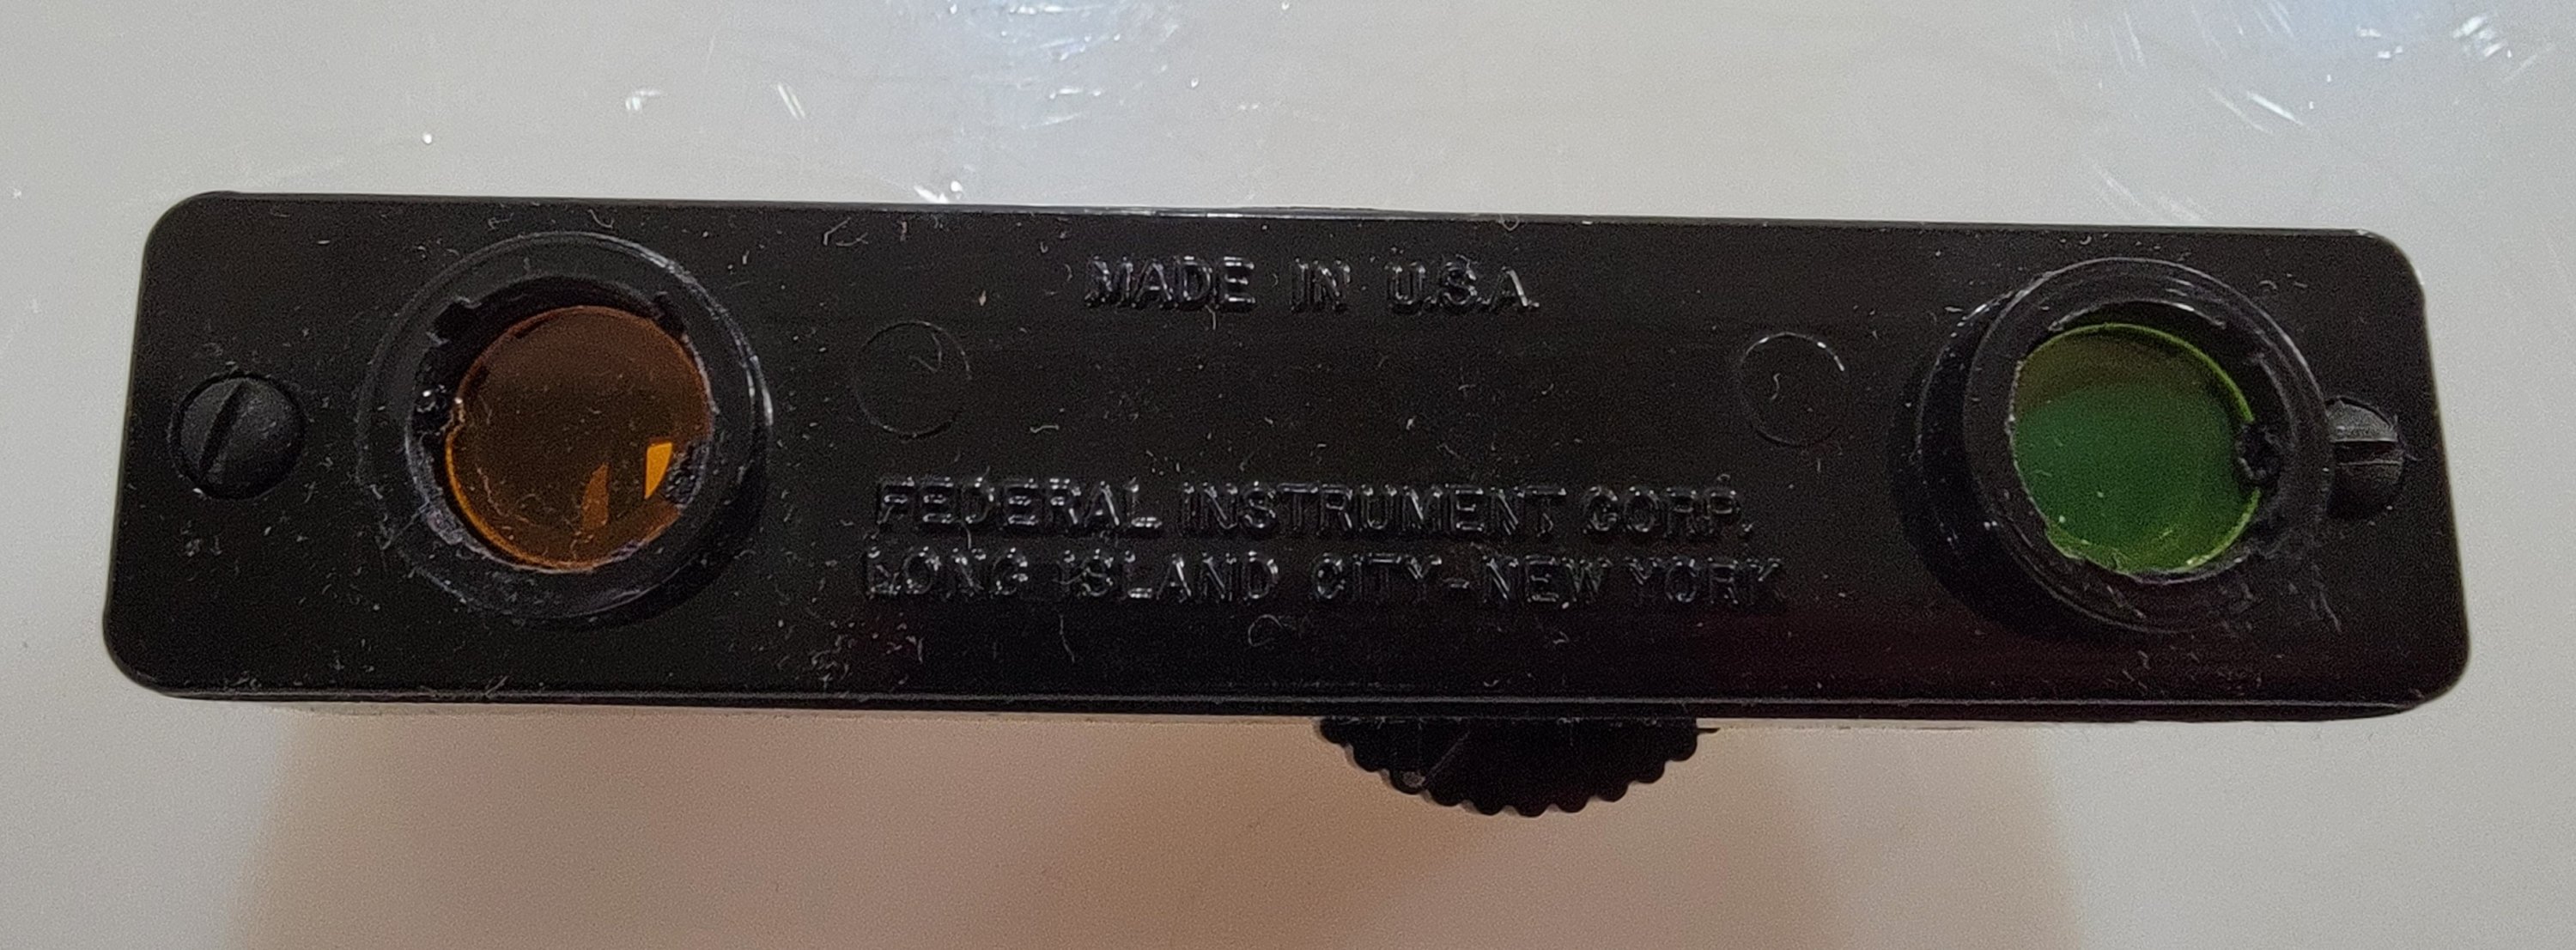 MADE IN U.S.A.
FEDERAL INSTRUMENT CORP.
LONG ISLAND CITY-NEW YORK